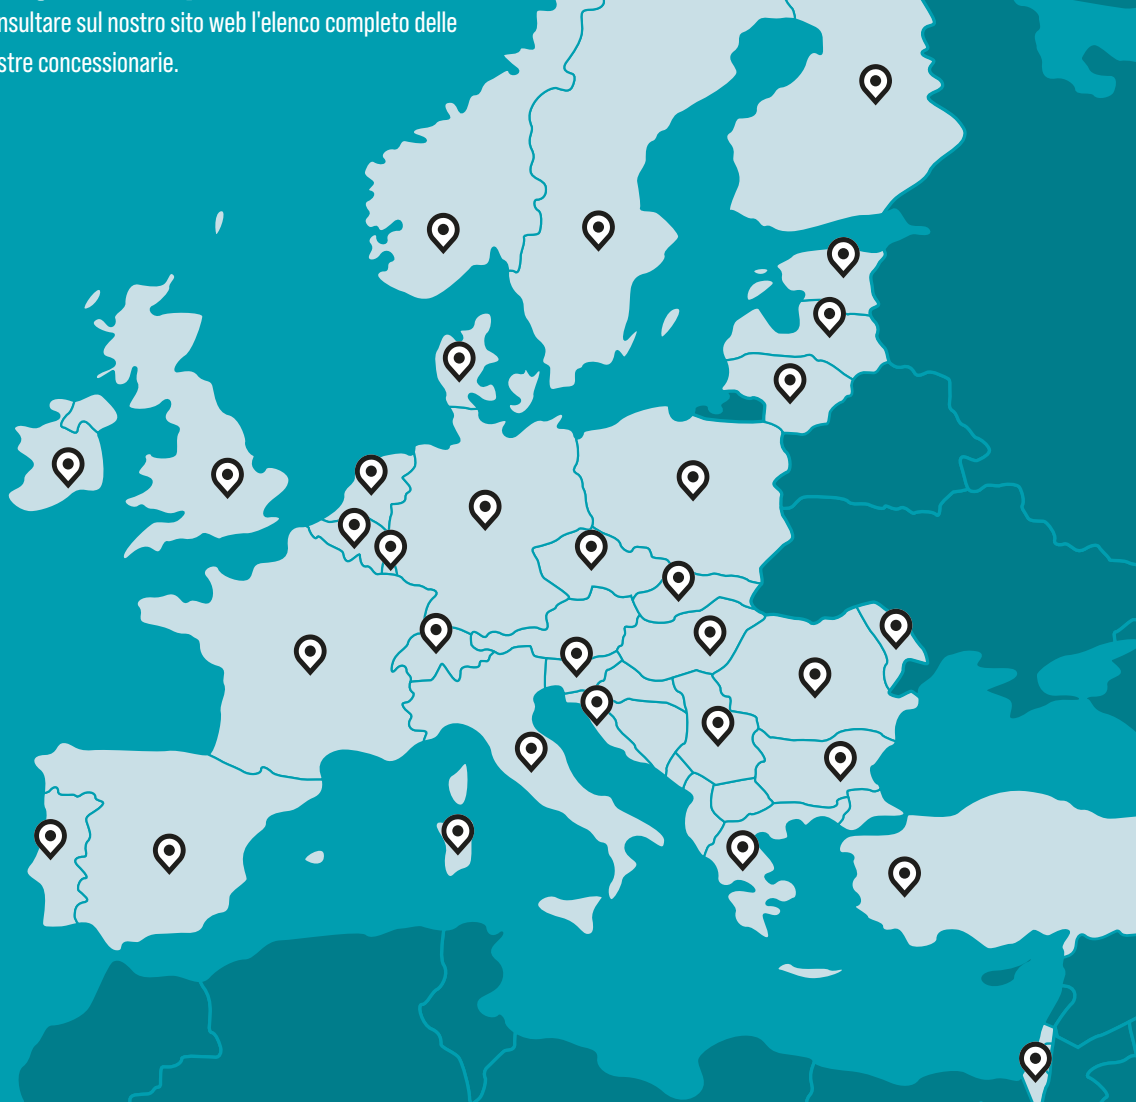 nsultare sul nostro sito web l'elenco completo delle
stre concessionarie.